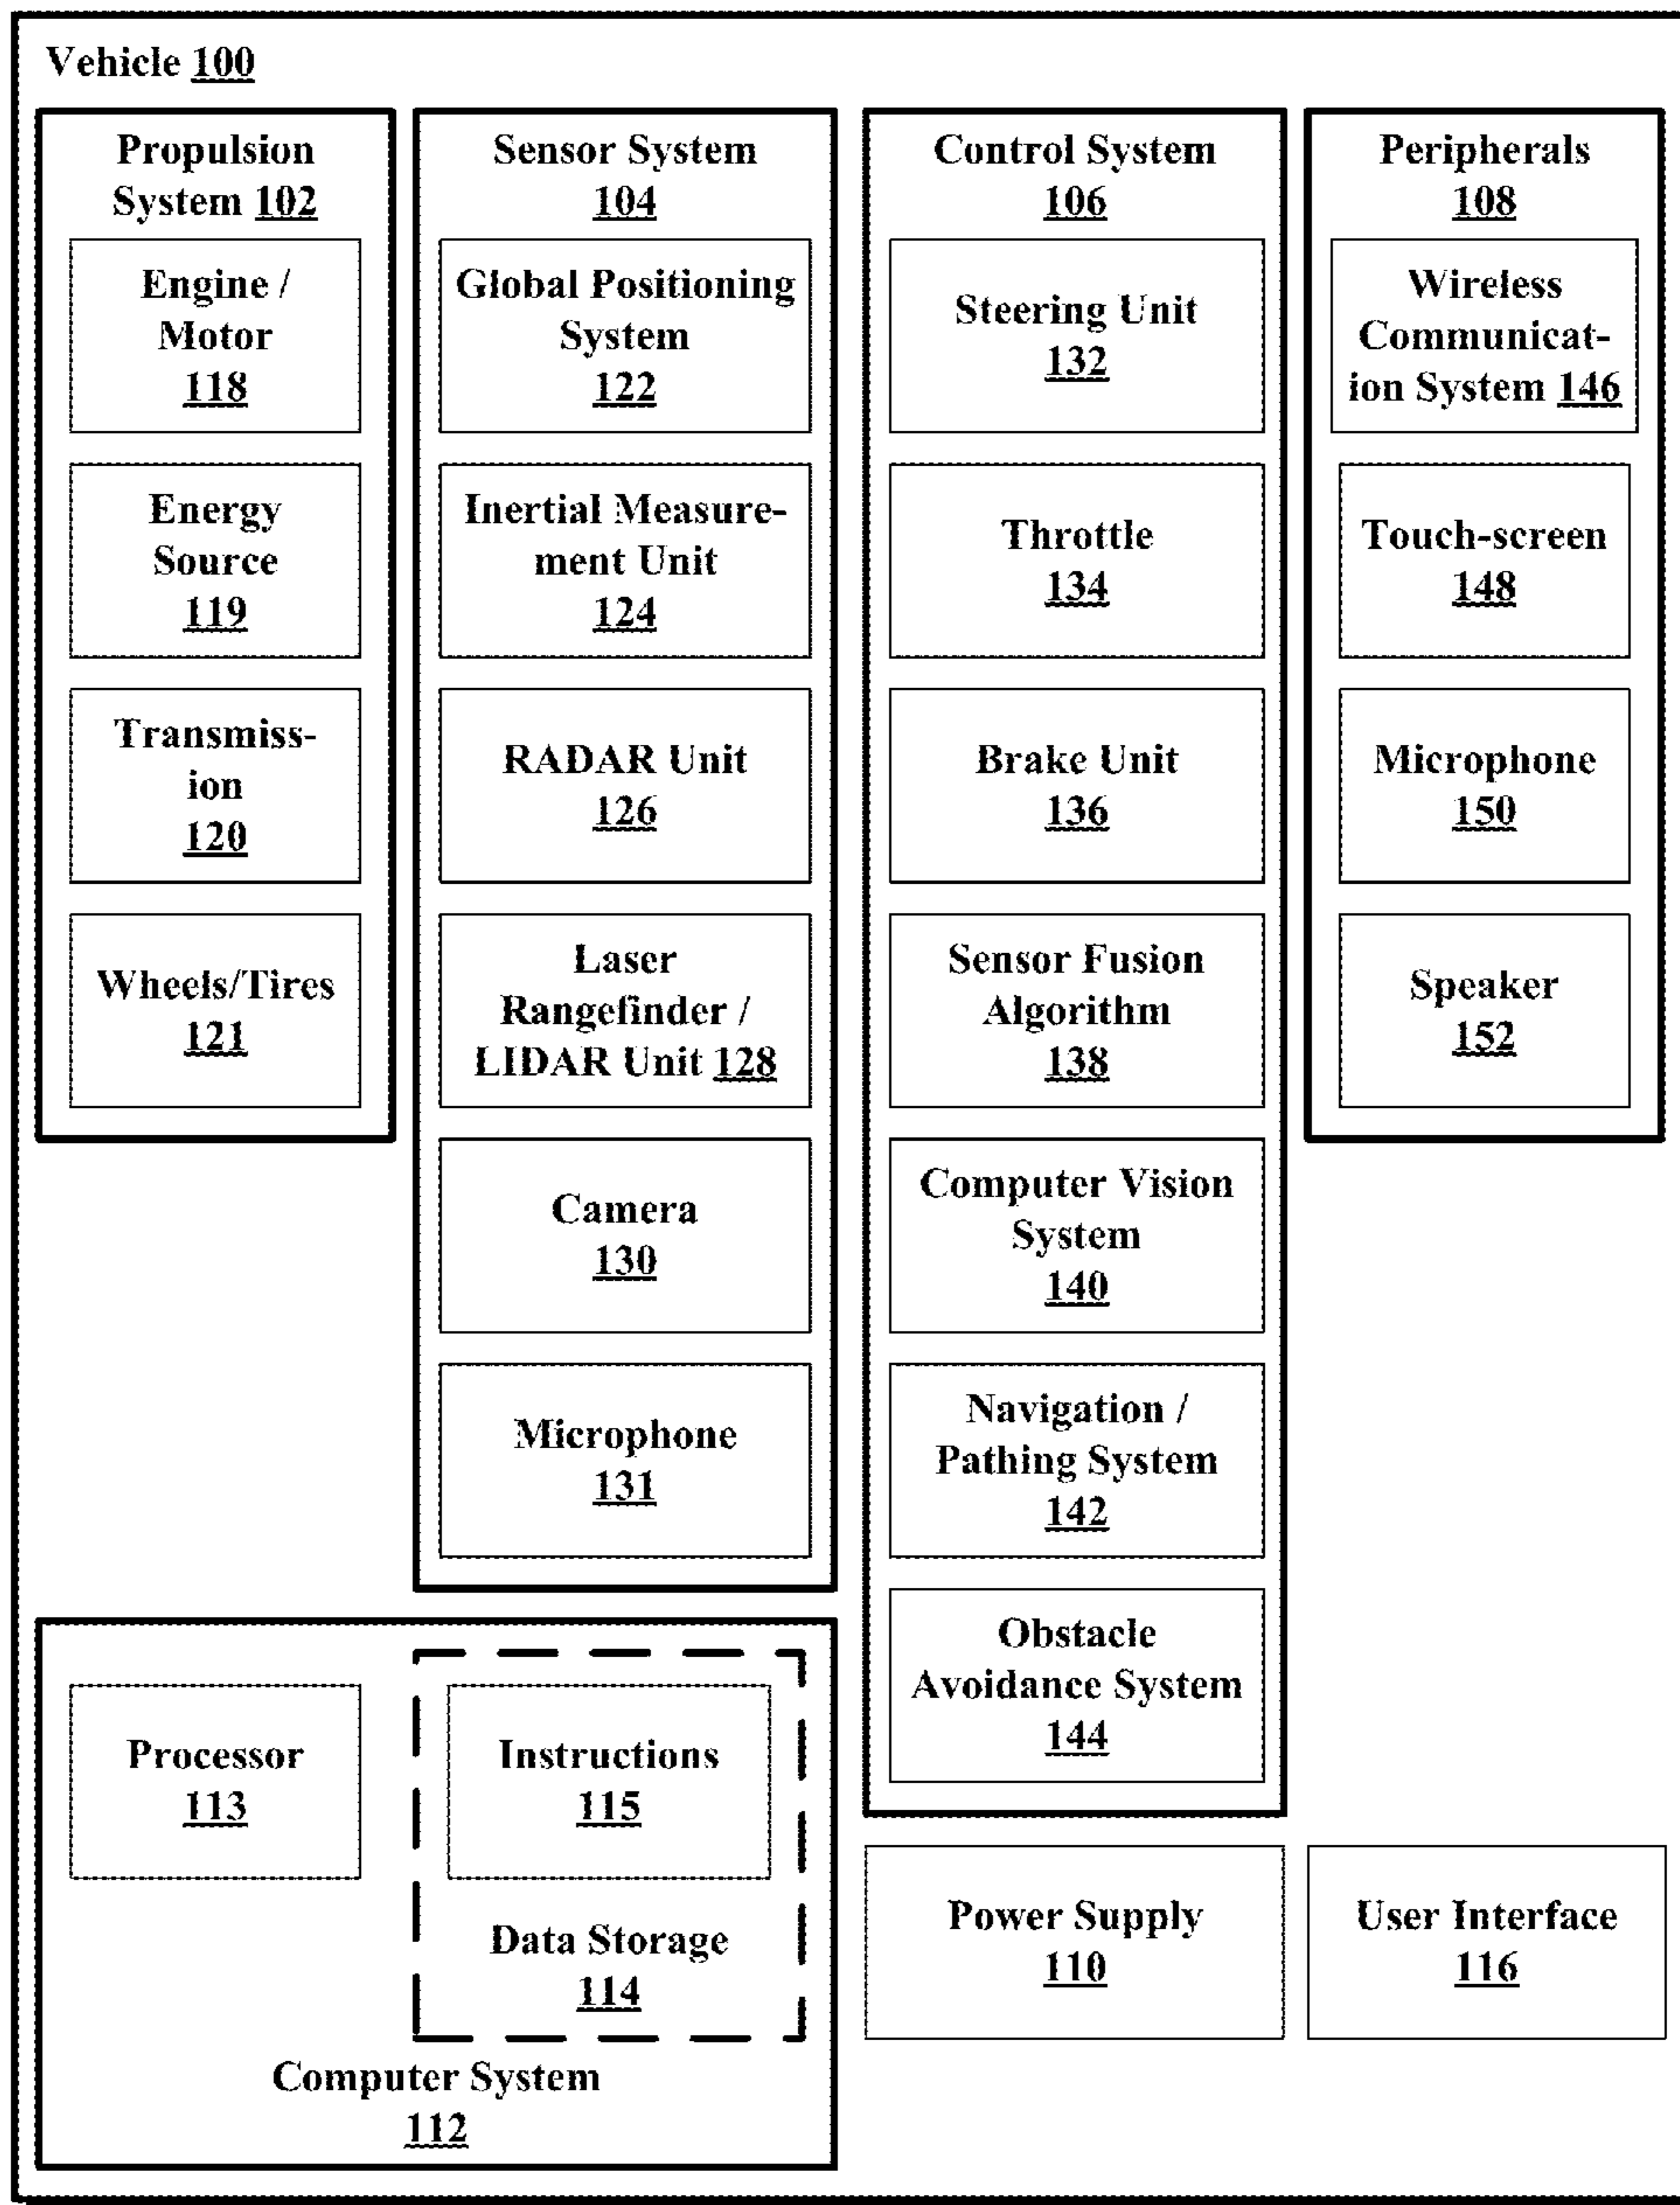 Vehicle 100
Propulsion
System 102
Engine /
Motor
118
Energy
Source
119
Transmiss-
ion
120
Wheels/Tires
121
Sensor System
104
Global Positioning
System
122
Inertial Measure-
ment Unit
124
RADAR Unit
126
Laser
Rangefinder /
LIDAR Unit 128
Camera
130
Microphone
131
Control System
106
Steering Unit
132
Throttle
134
Brake Unit
136
Sensor Fusion
Algorithm
138
Computer Vision
System
140
Navigation /
Pathing System
142
Obstacle
Avoidance System
144
Peripherals
108
Wireless
Communicat-
ion System 146
Touch-screen
148
Microphone
150
Speaker
152
Processor
113
Instructions
115
Data Storage
114
Computer System
112
Power Supply
110
User Interface
116